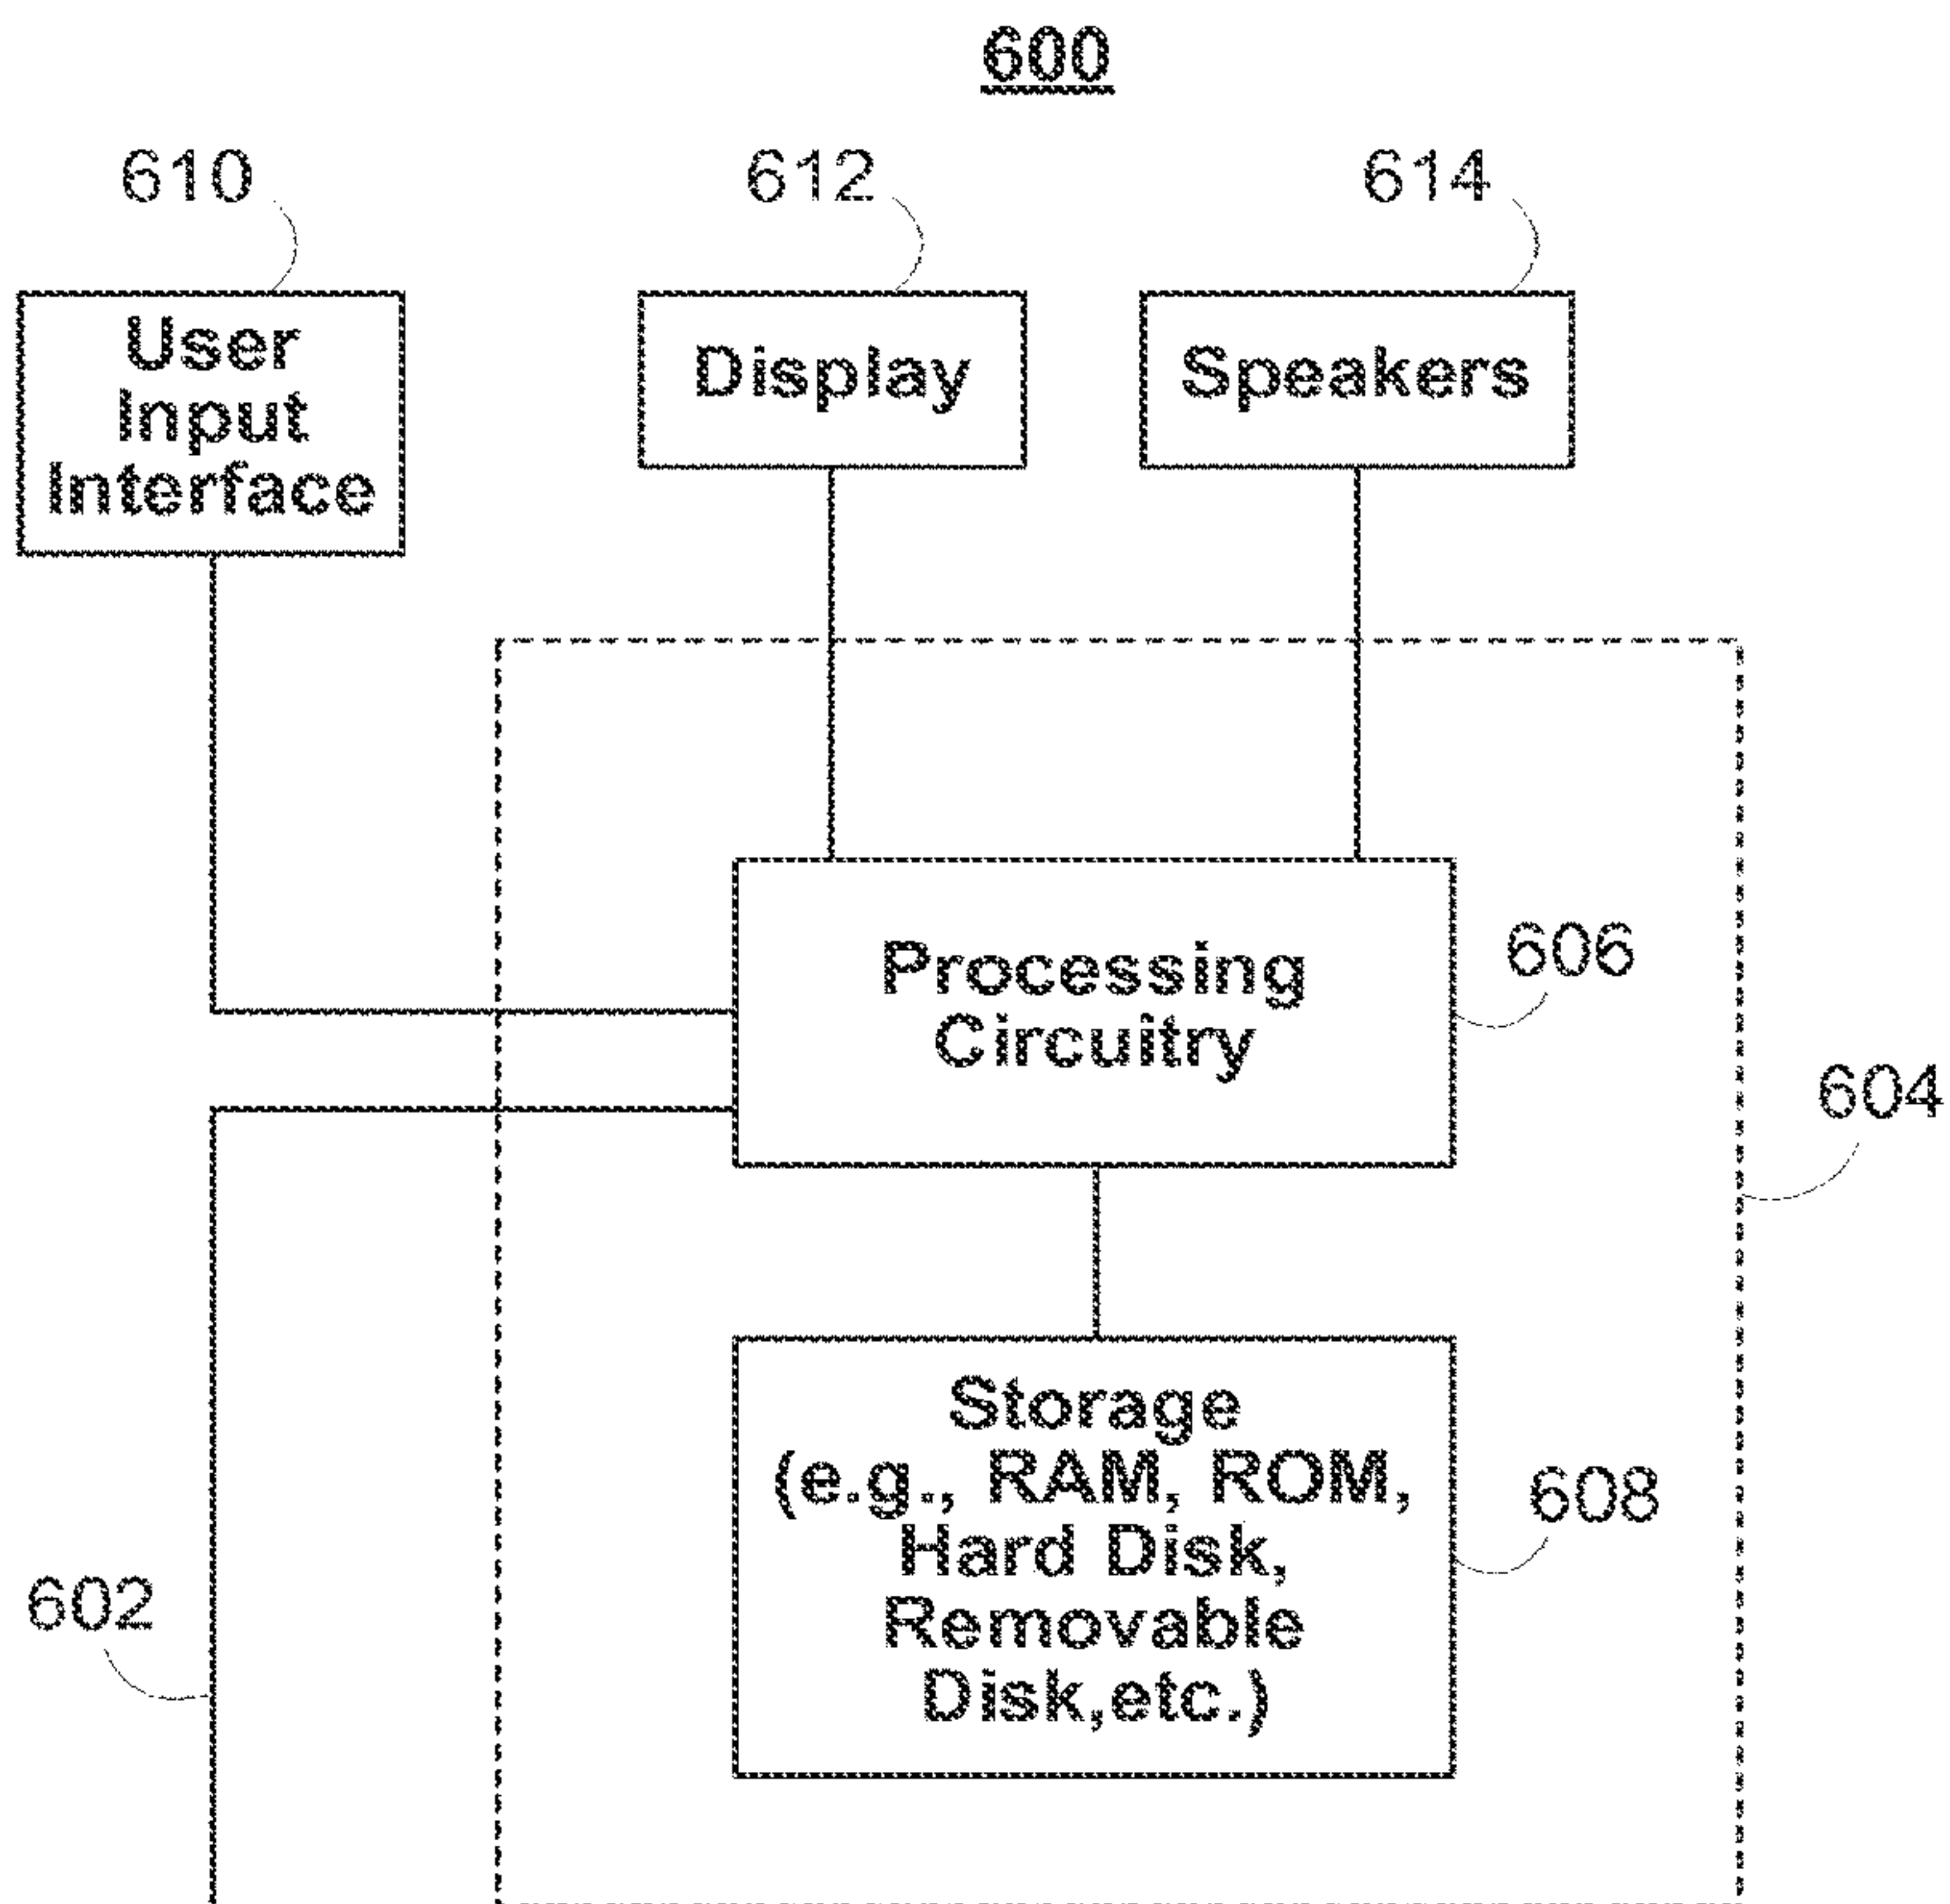 600
610
612
614
User
Input
Interface
Display
Speakers
Processing
Circuitry
606
604
Storage
(e.g., RAM, ROM,
Hard Disk,
Removable
Disk,etc.)
608
602